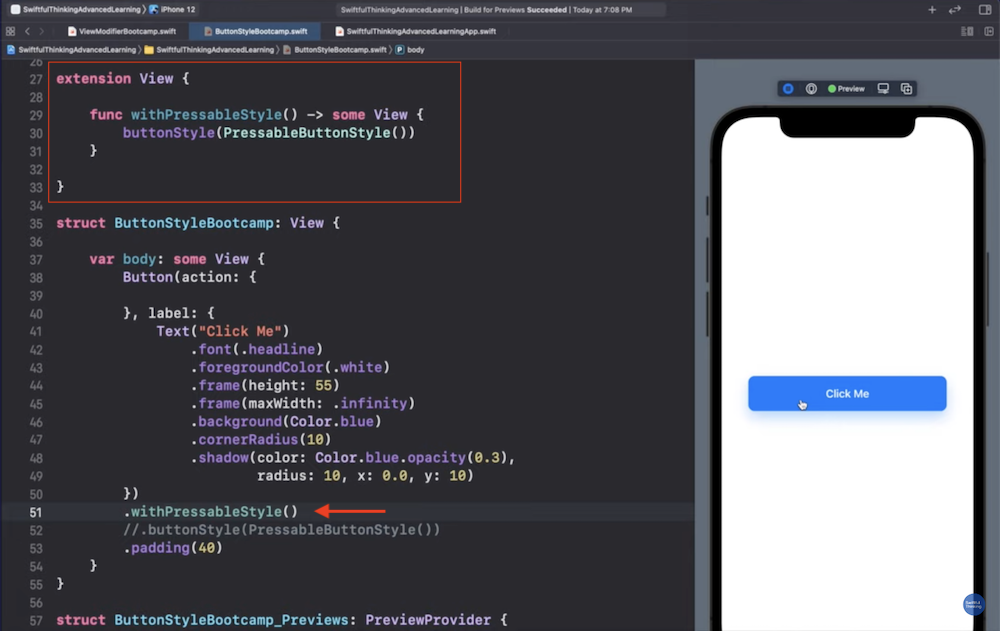 SwiftfulThinkingAdvancedLearning › iPhone 12
SwiftfulThinkingAdvancedLearning | Build for Previews Succeeded | Today at 7:08 PM
ViewModifierBootcamp.swift ButtonStyleBootcamp.swift SwiftfulThinkingAdvancedLearningApp.swift
SwiftfulThinkingAdvancedLearning › SwiftfulThinkingAdvancedLearning › ButtonStyleBootcamp.swift › P body
26
27 extension View {
28
29 func withPressableStyle() -> some View {
30 buttonStyle(PressableButtonStyle())
31 }
32
33 }
34
35 struct ButtonStyleBootcamp: View {
36
37 var body: some View {
38 Button(action: {
39
40 }, label: {
41 Text("Click Me")
42 .font(.headline)
43 .foregroundColor(.white)
44 .frame(height: 55)
45 .frame(maxWidth: .infinity)
46 .background(Color.blue)
47 .cornerRadius(10)
48 .shadow(color: Color.blue.opacity(0.3),
49 radius: 10, x: 0.0, y: 10)
50 })
51 .withPressableStyle()
52 //.buttonStyle(PressableButtonStyle())
53 .padding(40)
54 }
55 }
56
57 struct ButtonStyleBootcamp_Previews: PreviewProvider {
Preview
Click Me
Swiftful
Thinking